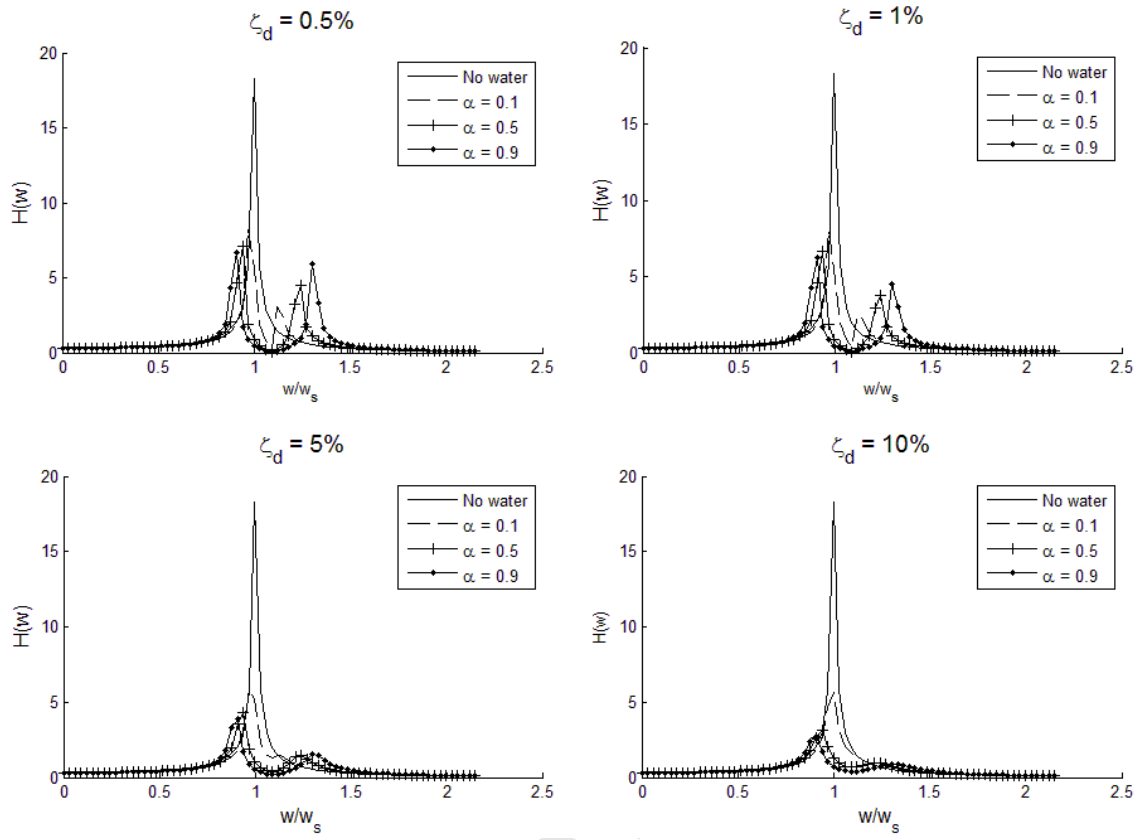 ζd = 0.5%
20
15
10
5
0
H(w)
No water
α = 0.1
α = 0.5
α = 0.9
0 0.5 1 1.5 2 2.5
w/ws
ζd = 1%
20
15
10
5
0
H(w)
No water
α = 0.1
α = 0.5
α = 0.9
0 0.5 1 1.5 2 2.5
w/ws
ζd = 5%
20
15
10
5
0
H(w)
No water
α = 0.1
α = 0.5
α = 0.9
0 0.5 1 1.5 2 2.5
w/ws
ζd = 10%
20
15
10
5
0
H(w)
No water
α = 0.1
α = 0.5
α = 0.9
0 0.5 1 1.5 2 2.5
w/ws